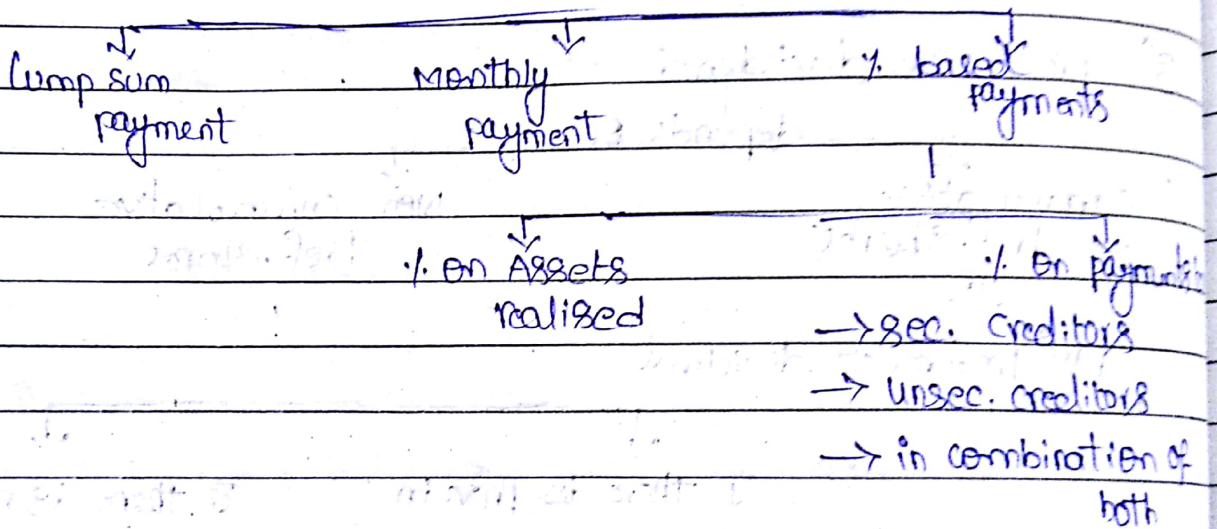 Lump sum
payment
Monthly
payment
% based
payments
% on Assets
realised
% on payments
→ sec. creditors
→ unsec. creditors
→ in combination of
both